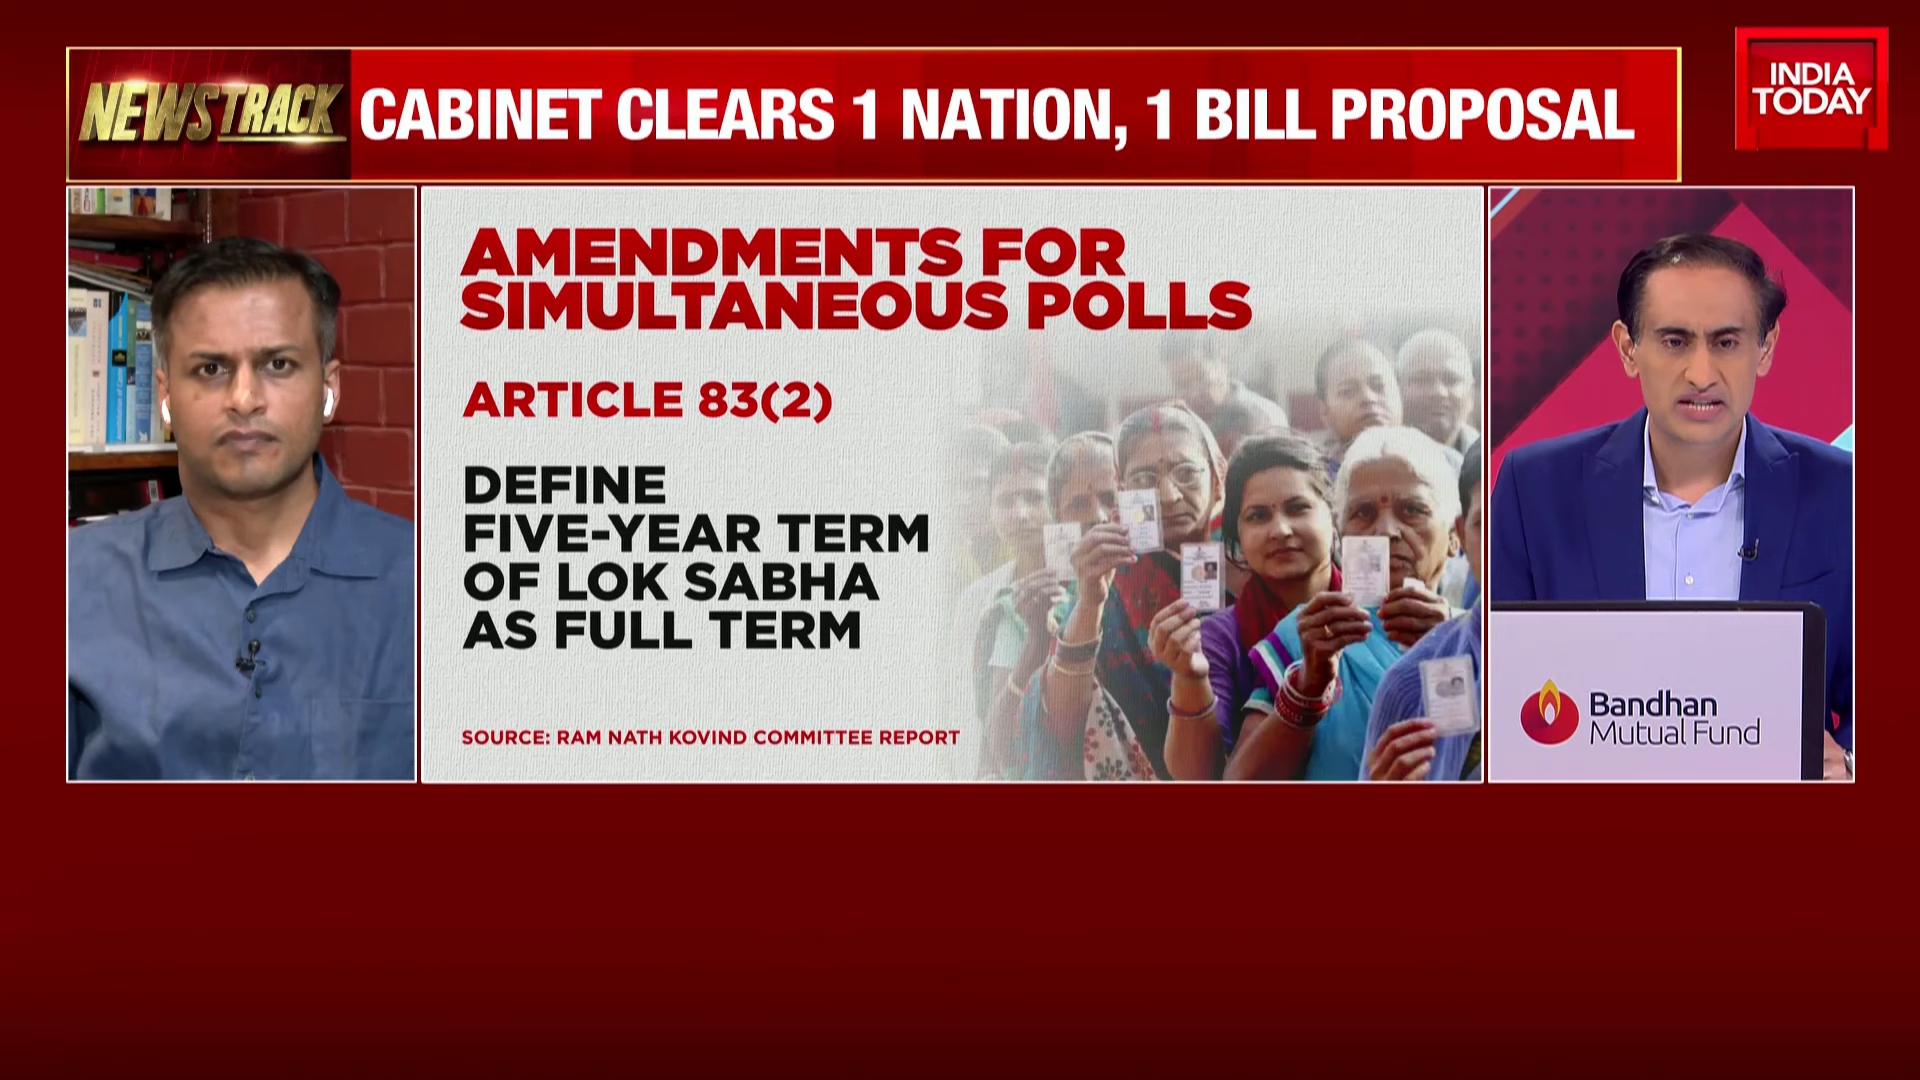 NEWSTRACK
CABINET CLEARS 1 NATION, 1 BILL PROPOSAL
INDIA
TODAY
AMENDMENTS FOR
SIMULTANEOUS POLLS
ARTICLE 83(2)
DEFINE
FIVE-YEAR TERM
OF LOK SABHA
AS FULL TERM
SOURCE: RAM NATH KOVIND COMMITTEE REPORT
Bandhan
Mutual Fund